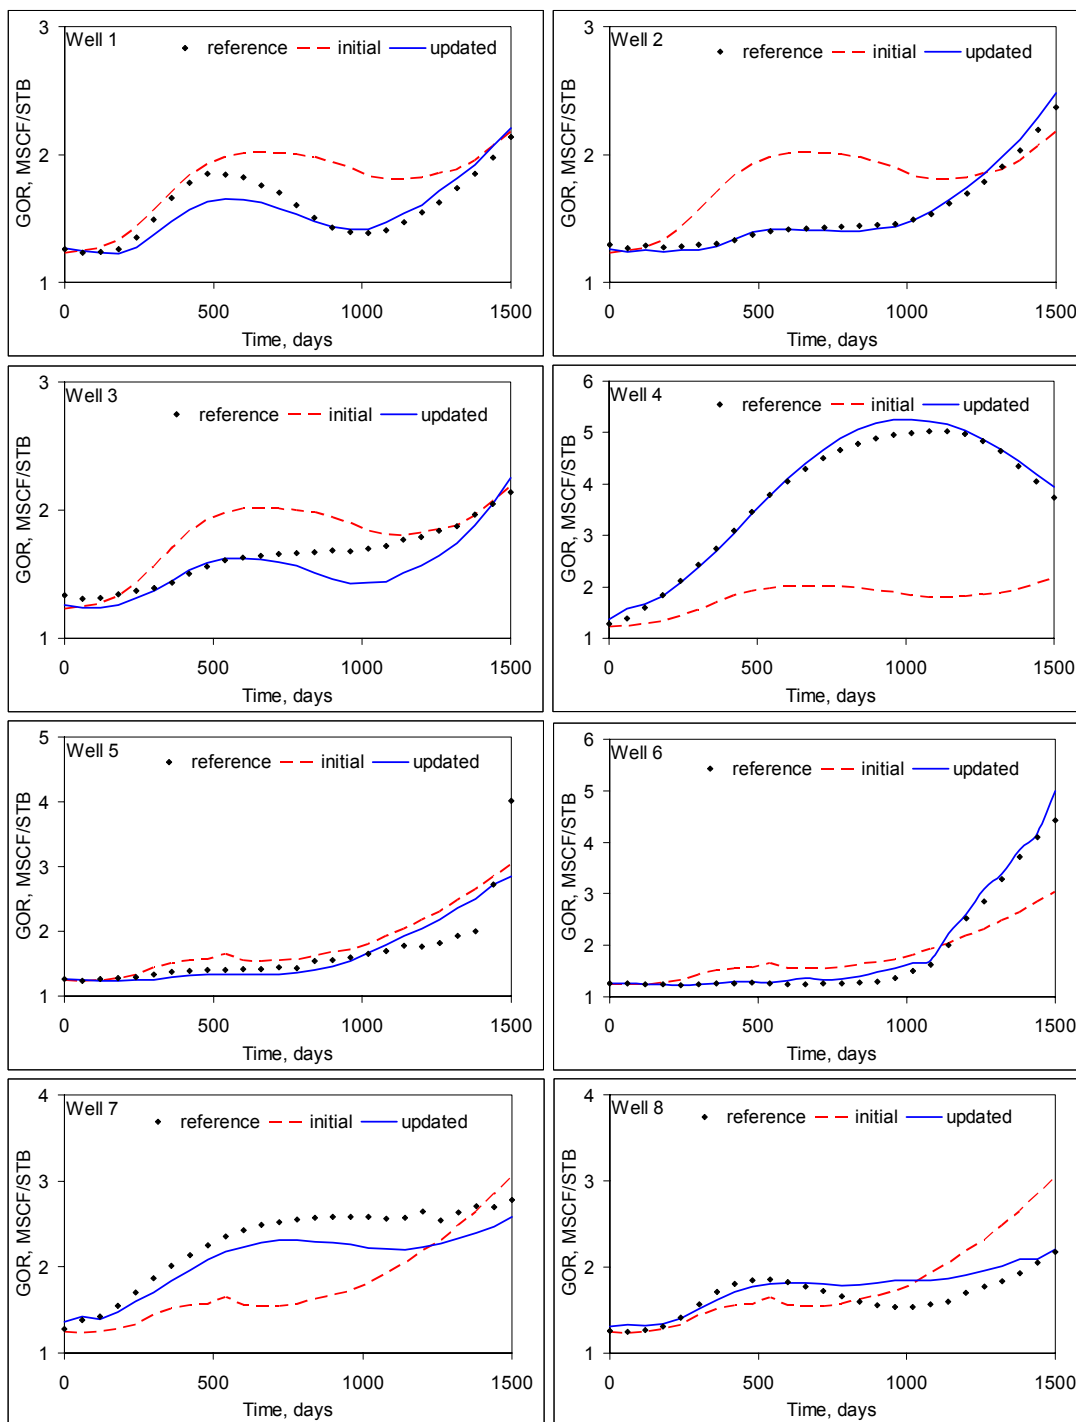 Well 1
reference initial updated
GOR, MSCF/STB
3
2
1
0 500 1000 1500
Time, days
Well 2
reference initial updated
GOR, MSCF/STB
3
2
1
0 500 1000 1500
Time, days
Well 3
reference initial updated
GOR, MSCF/STB
3
2
1
0 500 1000 1500
Time, days
Well 4
reference initial updated
GOR, MSCF/STB
6
5
4
3
2
1
0 500 1000 1500
Time, days
Well 5
reference initial updated
GOR, MSCF/STB
5
4
3
2
1
0 500 1000 1500
Time, days
Well 6
reference initial updated
GOR, MSCF/STB
6
5
4
3
2
1
0 500 1000 1500
Time, days
Well 7
reference initial updated
GOR, MSCF/STB
4
3
2
1
0 500 1000 1500
Time, days
Well 8
reference initial updated
GOR, MSCF/STB
4
3
2
1
0 500 1000 1500
Time, days